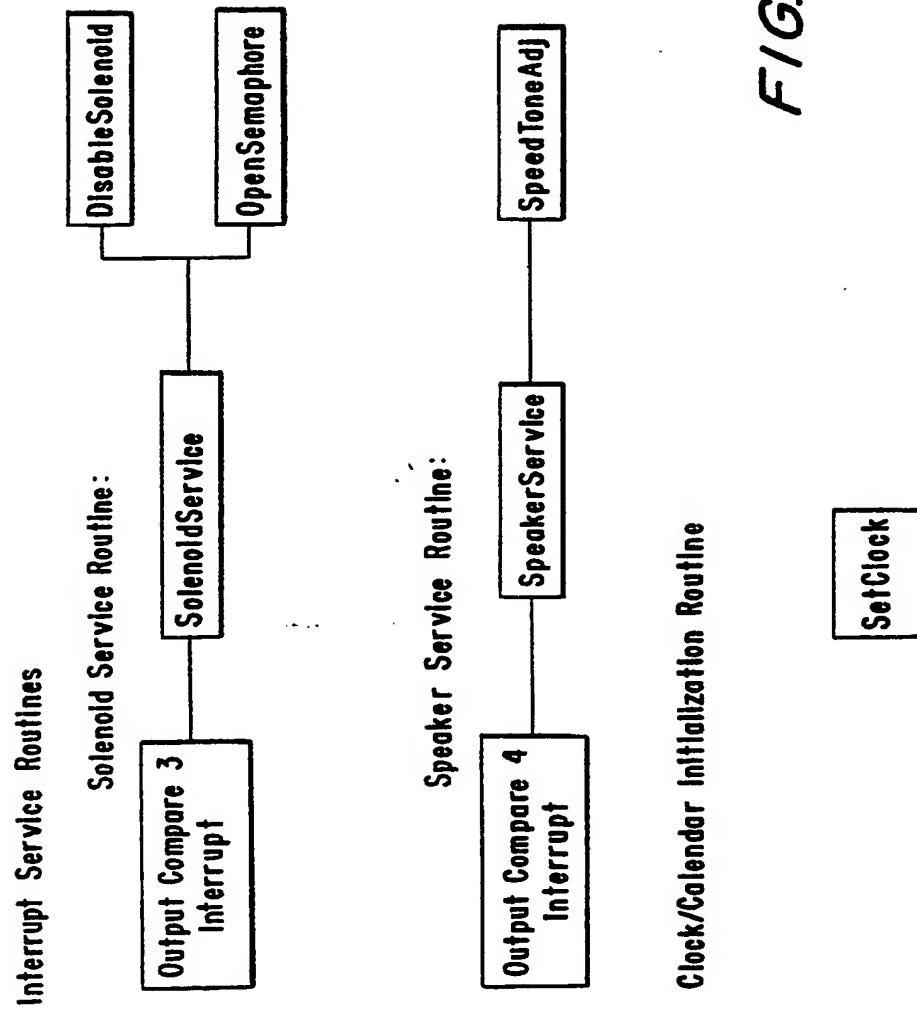 Interrupt Service Routines
Solenoid Service Routine:
Output Compare 3
Interrupt
SolenoidService
DisableSolenoid
OpenSemaphore
Speaker Service Routine:
Output Compare 4
Interrupt
SpeakerService
SpeedToneAdj
Clock/Calendar Initialization Routine
SetClock
FIG.